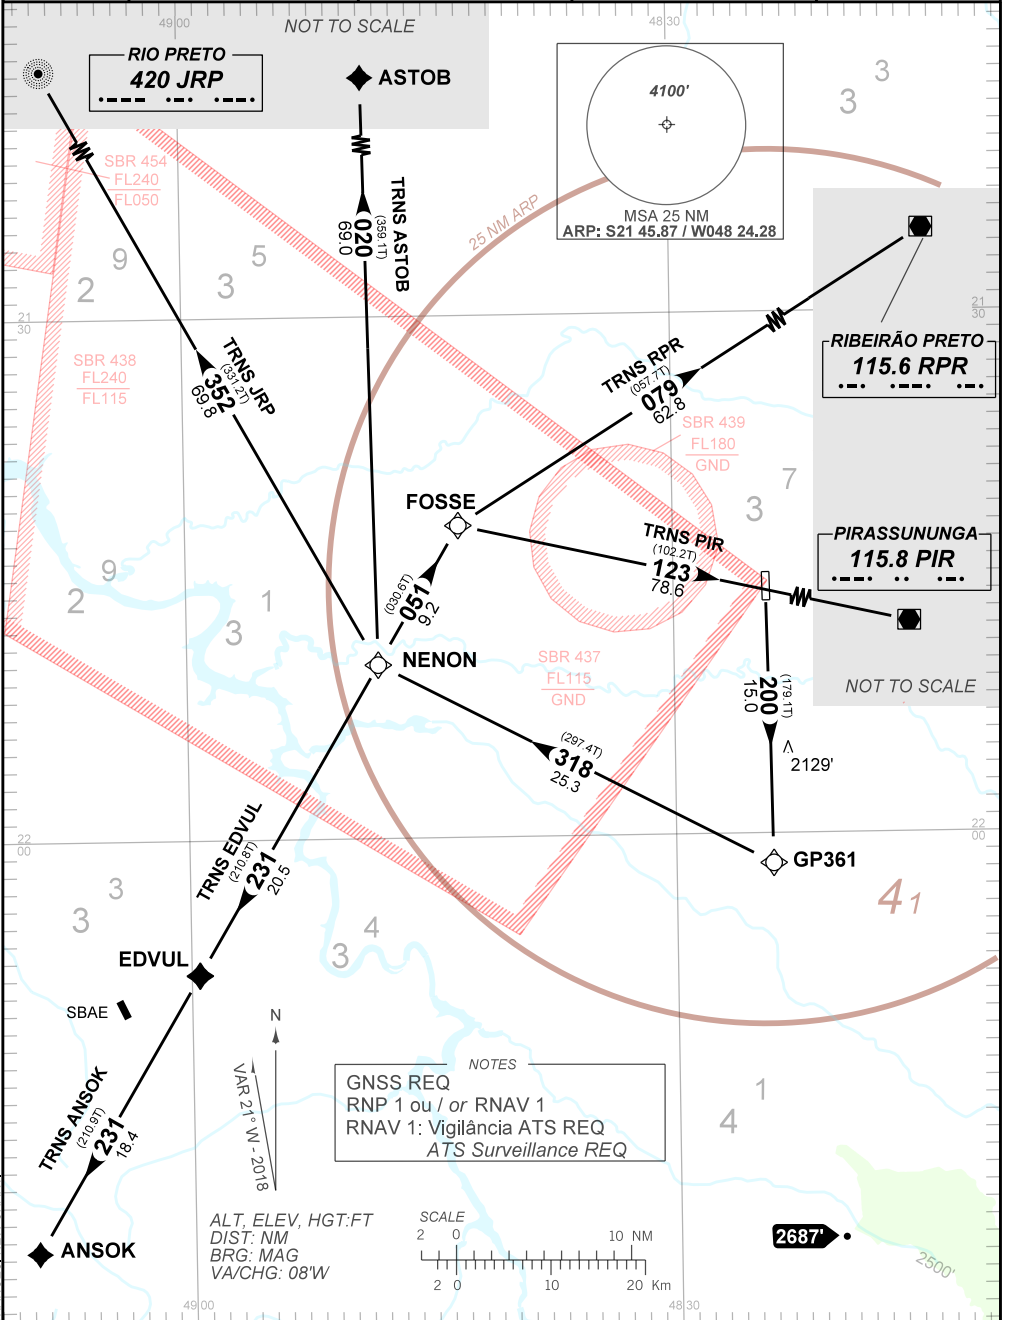 49 00
NOT TO SCALE
48 30
RIO PRETO
420 JRP
ASTOB
4100'
MSA 25 NM
ARP: S21 45.87 / W048 24.28
3
3
SBR 454
FL240
FL050
25 NM ARP
TRNS ASTOB
(359.1T)
020
69.0
9
2
5
3
21
30
21
30
RIBEIRÃO PRETO
115.6 RPR
TRNS JRP
(331.2T)
352
69.8
SBR 438
FL240
FL115
TRNS RPR
(057.7T)
079
62.8
SBR 439
FL180
GND
7
3
FOSSE
TRNS PIR
(102.2T)
123
78.6
PIRASSUNUNGA
115.8 PIR
9
2
1
3
(030.6T)
051
9.2
NENON
SBR 437
FL115
GND
NOT TO SCALE
(179.1T)
200
15.0
(297.4T)
318
25.3
2129'
22
00
22
00
GP361
TRNS EDVUL
(210.8T)
231
20.5
3
3
4
3
4 1
EDVUL
SBAE
N
VAR 21° W - 2018
NOTES
GNSS REQ
RNP 1 ou / or RNAV 1
RNAV 1: Vigilância ATS REQ
ATS Surveillance REQ
1
4
TRNS ANSOK
(210.9T)
231
18.4
ANSOK
ALT, ELEV, HGT:FT
DIST: NM
BRG: MAG
VA/CHG: 08'W
SCALE
2 0 10 NM
2 0 10 20 Km
2687'
2500'
49 00
48 30